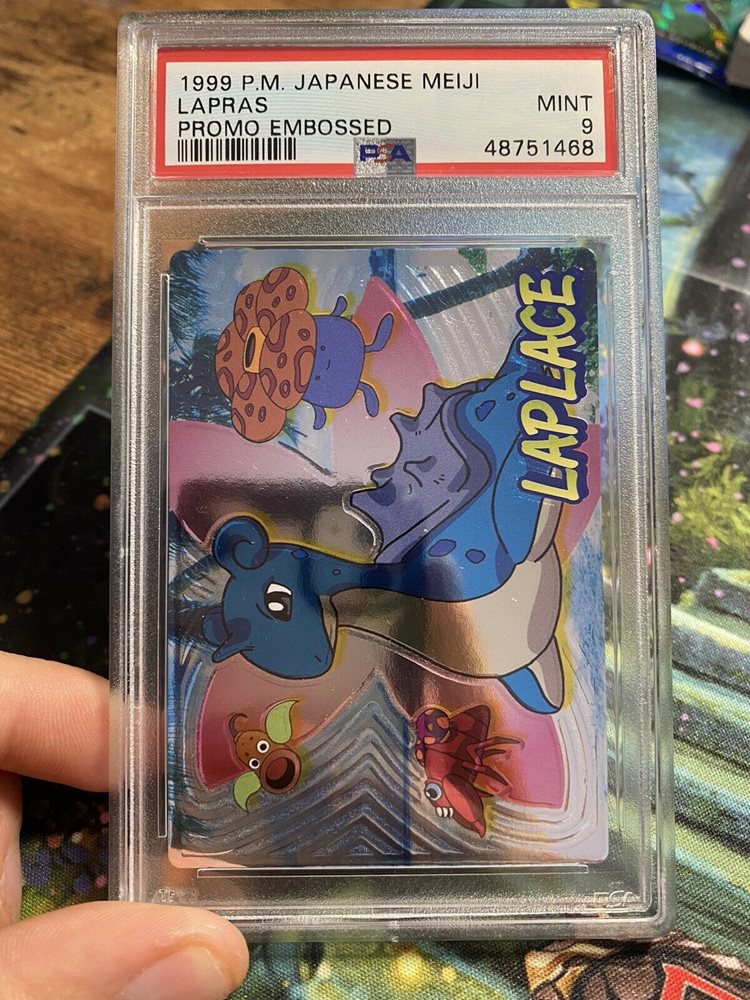 1999 P.M. JAPANESE MEIJI
LAPRAS MINT
PROMO EMBOSSED 9
PSA 48751468
LAPLACE